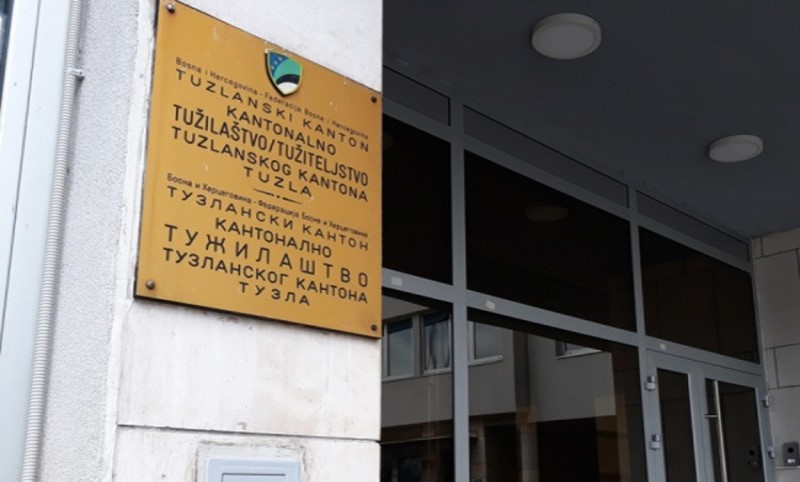 Bosna i Hercegovina - Federacija Bosne i Hercegovine
TUZLANSKI KANTON
KANTONALNO
TUŽILAŠTVO/TUŽITELJSTVO
TUZLANSKOG KANTONA
TUZLA
Босна и Херцеговина - Федерација Босне и Херцеговине
ТУЗЛАНСКИ КАНТОН
КАНТОНАЛНО
ТУЖИЛАШТВО
ТУЗЛАНСКОГ КАНТОНА
ТУЗЛА